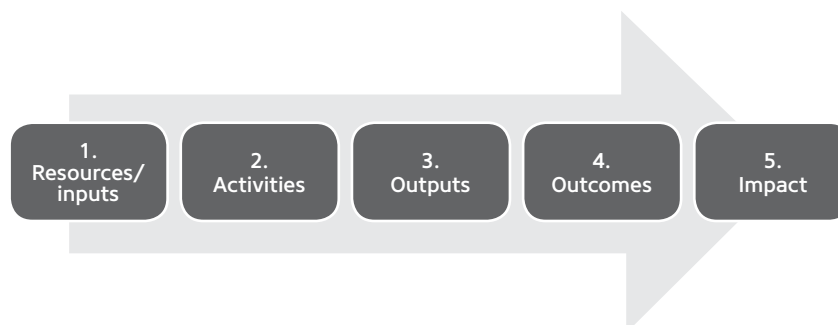 1.
Resources/
inputs
2.
Activities
3.
Outputs
4.
Outcomes
5.
Impact